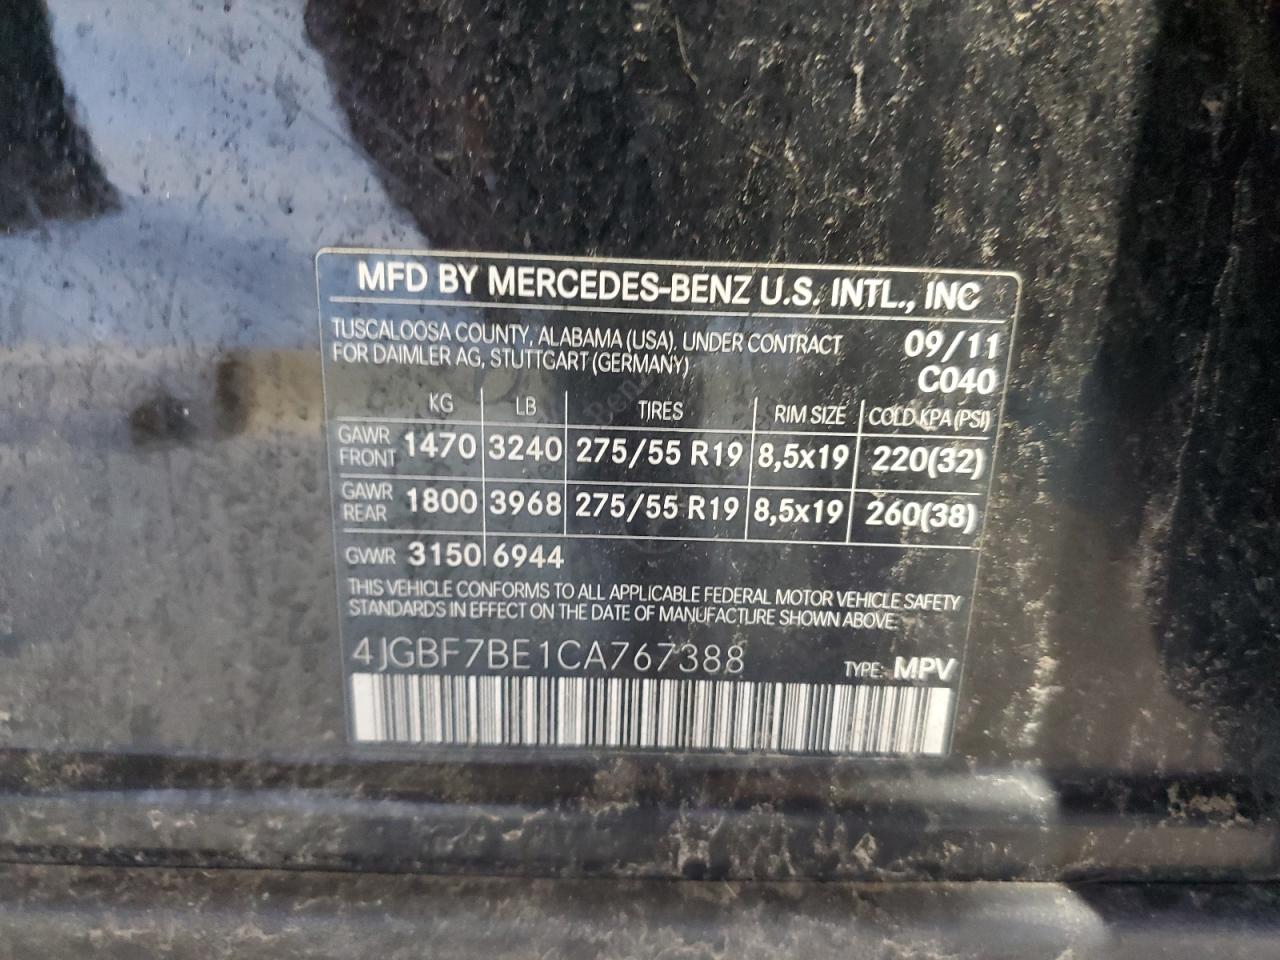 MFD BY MERCEDES-BENZ U.S. INTL., INC
TUSCALOOSA COUNTY, ALABAMA (USA), UNDER CONTRACT 09/11
FOR DAIMLER AG, STUTTGART (GERMANY) C040
KG LB TIRES RIM SIZE COLD KPA (PSI)
GAWR FRONT 1470 3240 275/55 R19 8,5x19 220(32)
GAWR REAR 1800 3968 275/55 R19 8,5x19 260(38)
GVWR 3150 6944
THIS VEHICLE CONFORMS TO ALL APPLICABLE FEDERAL MOTOR VEHICLE SAFETY
STANDARDS IN EFFECT ON THE DATE OF MANUFACTURE SHOWN ABOVE.
4JGBF7BE1CA767388 TYPE: MPV